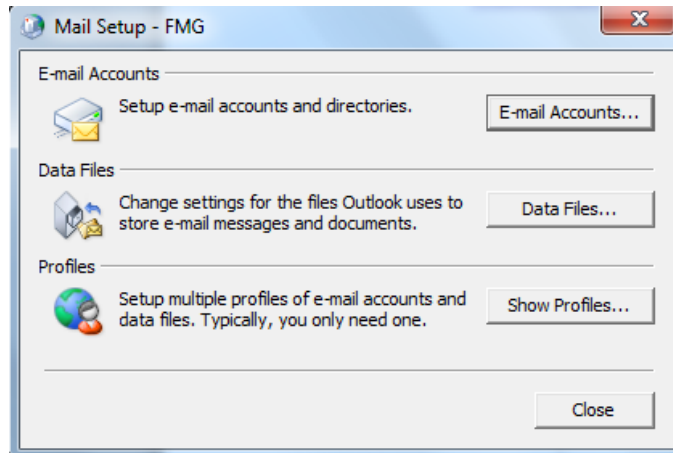 Mail Setup - FMG
E-mail Accounts
Setup e-mail accounts and directories.
E-mail Accounts...
Data Files
Change settings for the files Outlook uses to
store e-mail messages and documents.
Data Files...
Profiles
Setup multiple profiles of e-mail accounts and
data files. Typically, you only need one.
Show Profiles...
Close